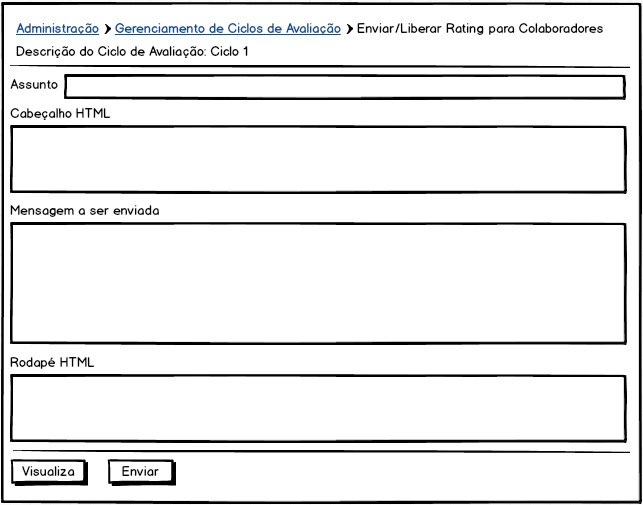 Administração > Gerenciamento de Ciclos de Avaliação > Enviar/Liberar Rating para Colaboradores
Descrição do Ciclo de Avaliação: Ciclo 1
Assunto
Cabeçalho HTML
Mensagem a ser enviada
Rodapé HTML
Visualiza Enviar